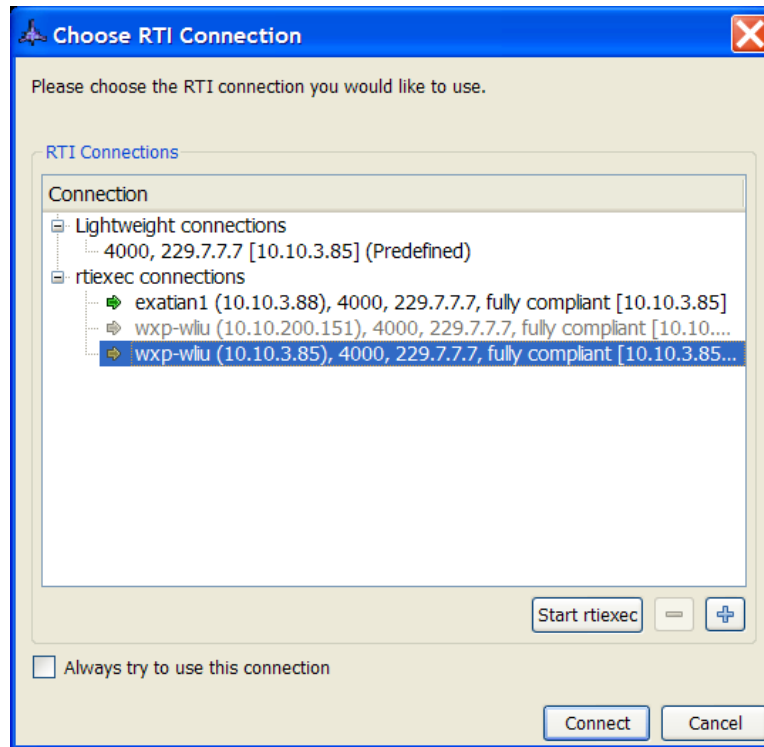 Choose RTI Connection
Please choose the RTI connection you would like to use.
RTI Connections
Connection
Lightweight connections
4000, 229.7.7.7 [10.10.3.85] (Predefined)
rtiexec connections
exatian1 (10.10.3.88), 4000, 229.7.7.7, fully compliant [10.10.3.85]
wxp-wliu (10.10.200.151), 4000, 229.7.7.7, fully compliant [10.10....
wxp-wliu (10.10.3.85), 4000, 229.7.7.7, fully compliant [10.10.3.85...
Start rtiexec
Always try to use this connection
Connect Cancel